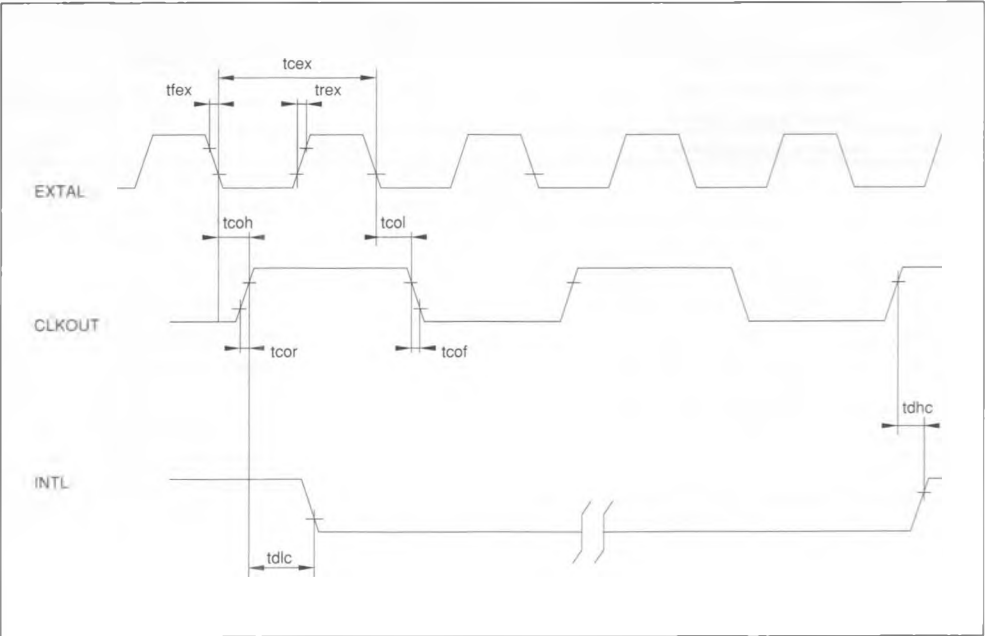 tcex
tfex
trex
EXTAL
tcoh
tcol
CLKOUT
tcor
tcof
tdhc
INTL
tdlc